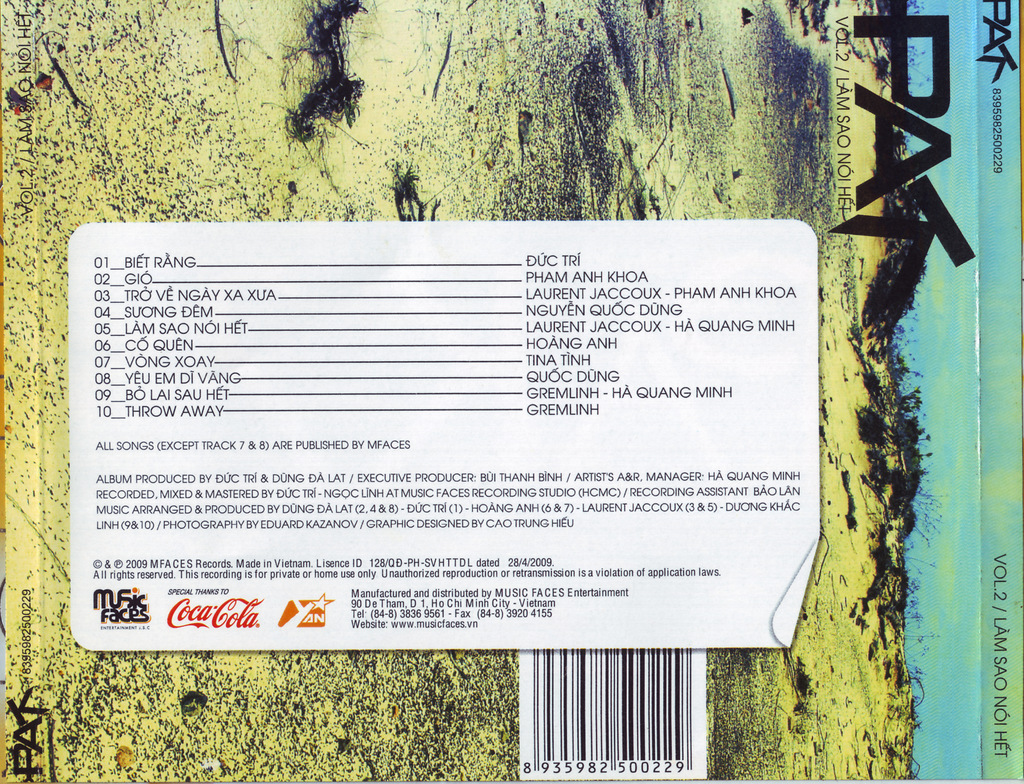 VOL.2 / LÀM SAO NÓI HẾT
8395982500229
PAK
01__BIẾT RẰNG ĐỨC TRÍ
02__GIÓ PHAM ANH KHOA
03__TRỞ VỀ NGÀY XA XƯA LAURENT JACCOUX - PHAM ANH KHOA
04__SƯƠNG ĐÊM NGUYỄN QUỐC DŨNG
05__LÀM SAO NÓI HẾT LAURENT JACCOUX - HÀ QUANG MINH
06__CỐ QUÊN HOÀNG ANH
07__VÒNG XOAY TINA TÌNH
08__YÊU EM DĨ VÃNG QUỐC DŨNG
09__BỎ LAI SAU HẾT GREMLINH - HÀ QUANG MINH
10__THROW AWAY GREMLINH
ALL SONGS (EXCEPT TRACK 7 & 8) ARE PUBLISHED BY MFACES
ALBUM PRODUCED BY ĐỨC TRÍ & DŨNG ĐÀ LAT / EXECUTIVE PRODUCER: BÙI THANH BÌNH / ARTIST'S A&R, MANAGER: HÀ QUANG MINH
RECORDED, MIXED & MASTERED BY ĐỨC TRÍ - NGỌC LĨNH AT MUSIC FACES RECORDING STUDIO (HCMC) / RECORDING ASSISTANT BẢO LÂN
MUSIC ARRANGED & PRODUCED BY DŨNG ĐÀ LAT (2, 4 & 8) - ĐỨC TRÍ (1) - HOÀNG ANH (6 & 7) - LAURENT JACCOUX (3 & 5) - DƯƠNG KHẮC
LINH (9&10) / PHOTOGRAPHY BY EDUARD KAZANOV / GRAPHIC DESIGNED BY CAO TRUNG HIẾU
© & ℗ 2009 MFACES Records. Made in Vietnam. Lisence ID 128/QĐ-PH-SVHTTDL dated 28/4/2009.
All rights reserved. This recording is for private or home use only Unauthorized reproduction or retransmission is a violation of application laws.
Music Faces
ENTERTAINMENT J.S.C
SPECIAL THANKS TO
Coca-Cola
YAN
Manufactured and distributed by MUSIC FACES Entertainment
90 De Tham, D 1, Ho Chi Minh City - Vietnam
Tel: (84-8) 3836 9561 - Fax (84-8) 3920 4155
Website: www.musicfaces.vn
8 935982 500229
PAK
VOL.2 / LÀM SAO NÓI HẾT
PAK
8395982500229
VOL.2 / LÀM SAO NÓI HẾT